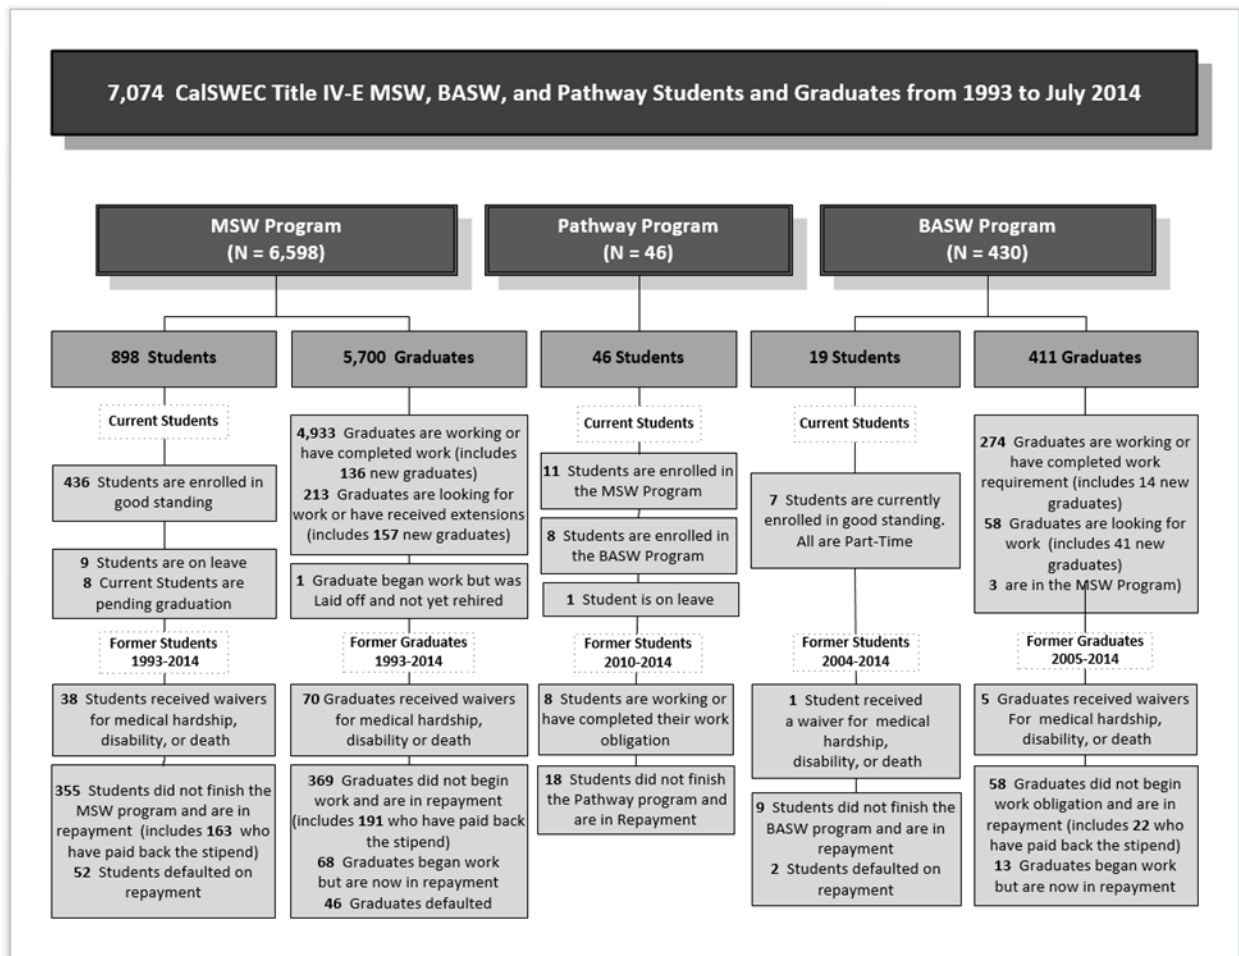 7,074 CalSWEC Title IV-E MSW, BASW, and Pathway Students and Graduates from 1993 to July 2014
MSW Program
(N = 6,598)
Pathway Program
(N = 46)
BASW Program
(N = 430)
898 Students
5,700 Graduates
46 Students
19 Students
411 Graduates
Current Students
436 Students are enrolled in
good standing
9 Students are on leave
8 Current Students are
pending graduation
Former Students
1993-2014
38 Students received waivers
for medical hardship,
disability, or death
355 Students did not finish the
MSW program and are in
repayment (includes 163 who
have paid back the stipend)
52 Students defaulted on
repayment
4,933 Graduates are working or
have completed work (includes
136 new graduates)
213 Graduates are looking for
work or have received extensions
(includes 157 new graduates)
1 Graduate began work but was
Laid off and not yet rehired
Former Graduates
1993-2014
70 Graduates received waivers
for medical hardship,
disability or death
369 Graduates did not begin
work and are in repayment
(includes 191 who have paid back
the stipend)
68 Graduates began work
but are now in repayment
46 Graduates defaulted
Current Students
11 Students are enrolled in
the MSW Program
8 Students are enrolled in
the BASW Program
1 Student is on leave
Former Students
2010-2014
8 Students are working or
have completed their work
obligation
18 Students did not finish
the Pathway program and
are in Repayment
Current Students
7 Students are currently
enrolled in good standing.
All are Part-Time
Former Students
2004-2014
1 Student received
a waiver for medical
hardship,
disability, or death
9 Students did not finish the
BASW program and are in
repayment
2 Students defaulted on
repayment
274 Graduates are working or
have completed work
requirement (includes 14 new
graduates)
58 Graduates are looking for
work (includes 41 new
graduates)
3 are in the MSW Program)
Former Graduates
2005-2014
5 Graduates received waivers
For medical hardship,
disability, or death
58 Graduates did not begin
work obligation and are in
repayment (includes 22 who
have paid back the stipend)
13 Graduates began work
but are now in repayment